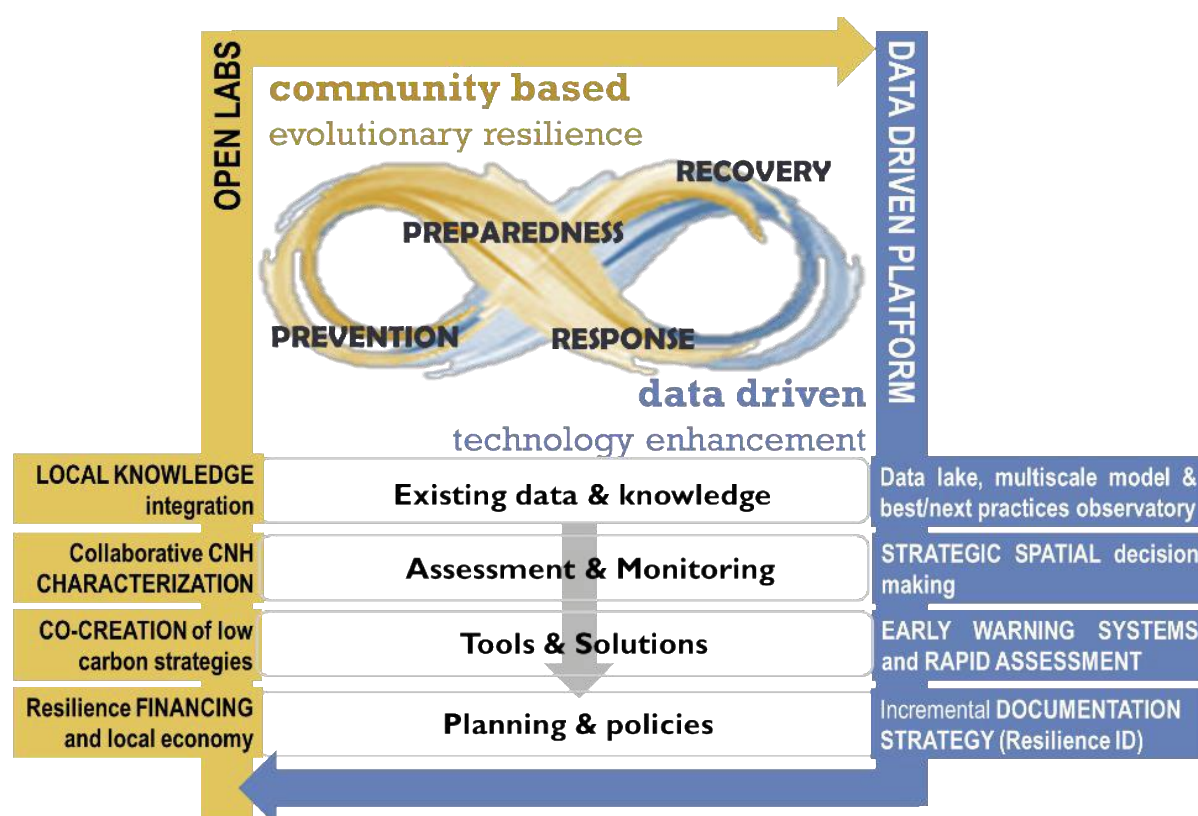 OPEN LABS
community based
evolutionary resilience
RECOVERY
PREPAREDNESS
PREVENTION
RESPONSE
data driven
technology enhancement
DATA DRIVEN PLATFORM
LOCAL KNOWLEDGE
integration
Existing data & knowledge
Data lake, multiscale model &
best/next practices observatory
Collaborative CNH
CHARACTERIZATION
Assessment & Monitoring
STRATEGIC SPATIAL decision
making
CO-CREATION of low
carbon strategies
Tools & Solutions
EARLY WARNING SYSTEMS
and RAPID ASSESSMENT
Resilience FINANCING
and local economy
Planning & policies
Incremental DOCUMENTATION
STRATEGY (Resilience ID)